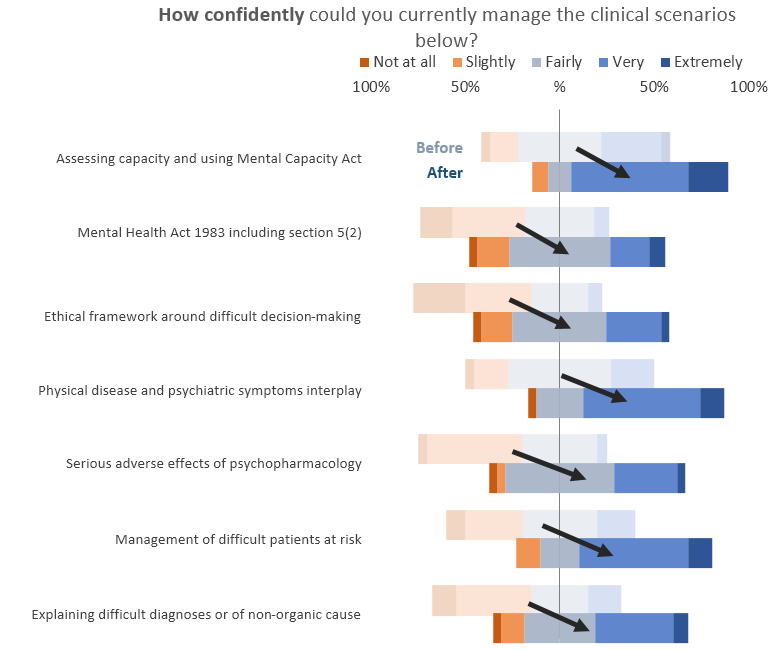 How confidently could you currently manage the clinical scenarios
below?
Not at all Slightly Fairly Very Extremely
100% 50% % 50% 100%
Before
Assessing capacity and using Mental Capacity Act
After
Mental Health Act 1983 including section 5(2)
Ethical framework around difficult decision-making
Physical disease and psychiatric symptoms interplay
Serious adverse effects of psychopharmacology
Management of difficult patients at risk
Explaining difficult diagnoses or of non-organic cause